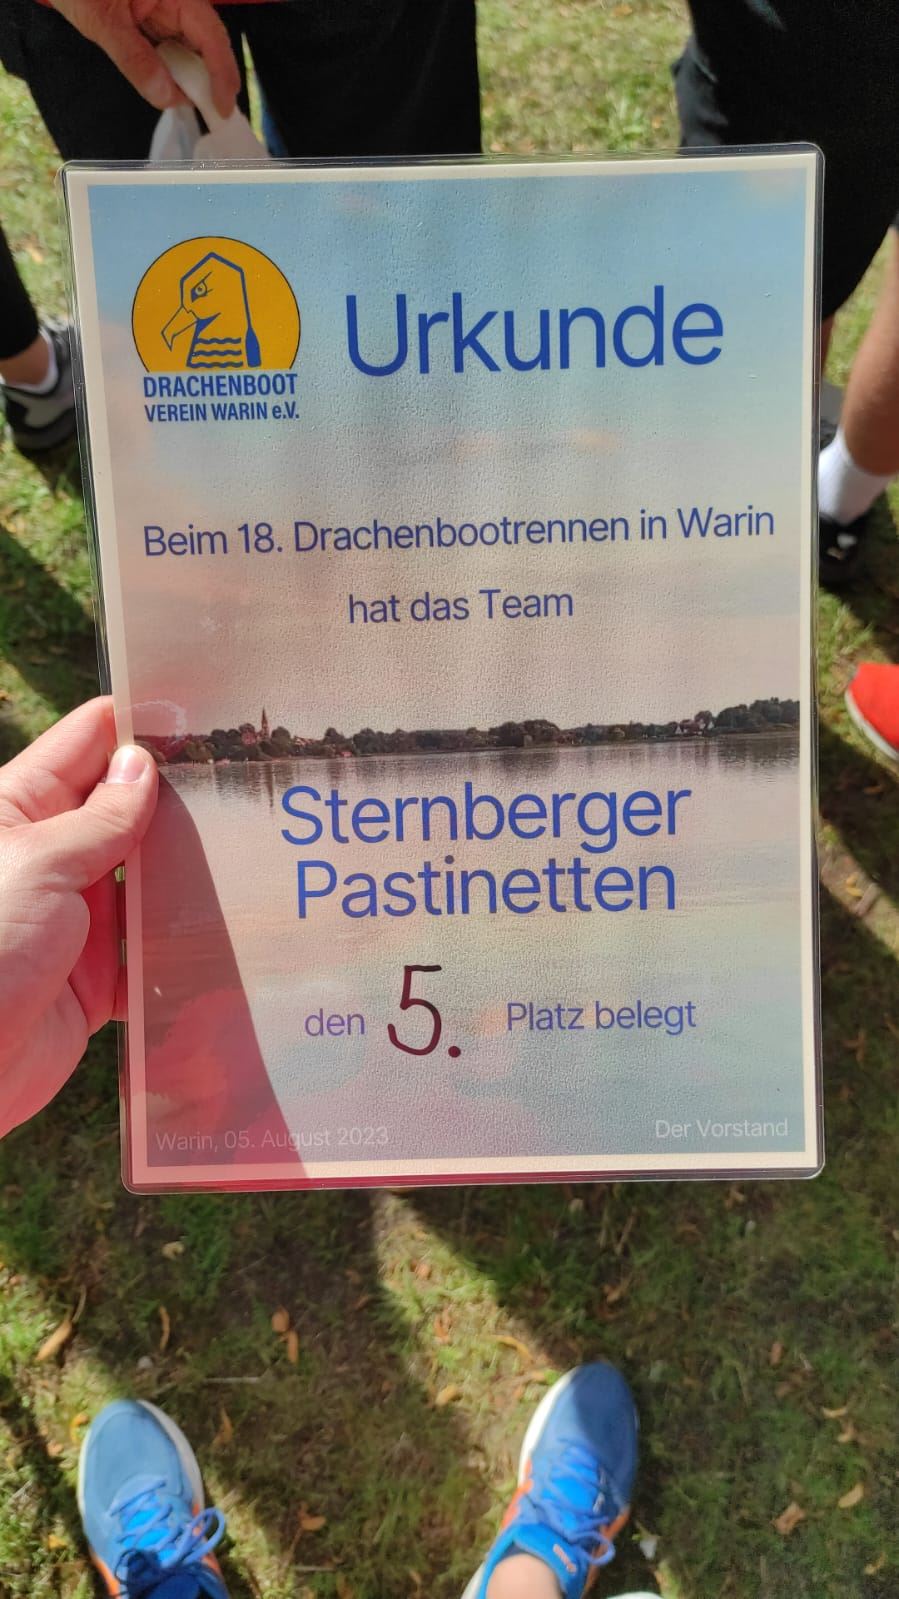 DRACHENBOOT
VEREIN WARIN e.V.
Urkunde
Beim 18. Drachenbootrennen in Warin
hat das Team
Sternberger
Pastinetten
den 5. Platz belegt
Warin, 05. August 2023
Der Vorstand